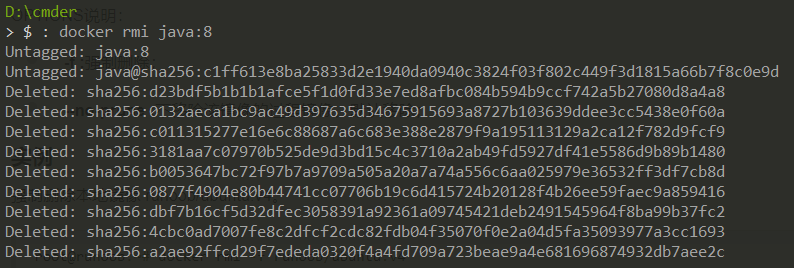 D:\cmder
> $ : docker rmi java:8
Untagged: java:8
Untagged: java@sha256:c1ff613e8ba25833d2e1940da0940c3824f03f802c449f3d1815a66b7f8c0e9d
Deleted: sha256:d23bdf5b1b1b1afce5f1d0fd33e7ed8afbc084b594b9ccf742a5b27080d8a4a8
Deleted: sha256:0132aeca1bc9ac49d397635d34675915693a8727b103639ddee3cc5438e0f60a
Deleted: sha256:c011315277e16e6c88687a6c683e388e2879f9a195113129a2ca12f782d9fcf9
Deleted: sha256:3181aa7c07970b525de9d3bd15c4c3710a2ab49fd5927df41e5586d9b89b1480
Deleted: sha256:b0053647bc72f97b7a9709a505a20a7a74a556c6aa025979e36532ff3df7cb8d
Deleted: sha256:0877f4904e80b44741cc07706b19c6d415724b20128f4b26ee59faec9a859416
Deleted: sha256:dbf7b16cf5d32dfec3058391a92361a09745421deb2491545964f8ba99b37fc2
Deleted: sha256:4cbc0ad7007fe8c2dfcf2cdc82fdb04f35070f0e2a04d5fa35093977a3cc1693
Deleted: sha256:a2ae92ffcd29f7ededa0320f4a4fd709a723beae9a4e681696874932db7aee2c